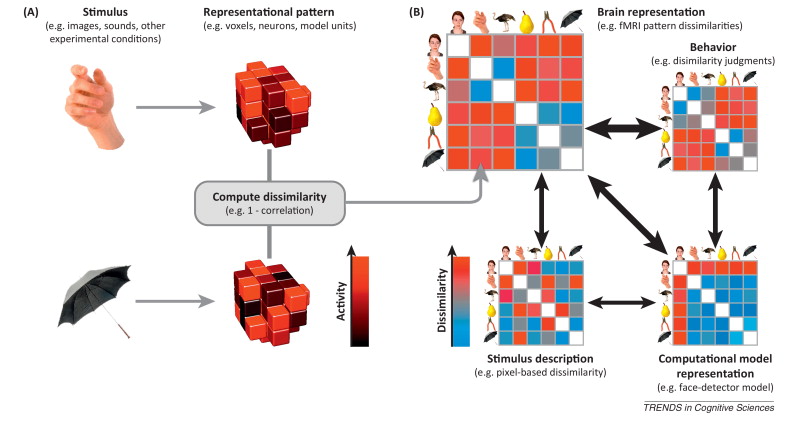 (A)
Stimulus
(e.g. images, sounds, other
experimental conditions)
Representational pattern
(e.g. voxels, neurons, model units)
Compute dissimilarity
(e.g. 1 - correlation)
Activity
(B)
Brain representation
(e.g. fMRI pattern dissimilarities)
Behavior
(e.g. disimilarity judgments)
Dissimilarity
Stimulus description
(e.g. pixel-based dissimilarity)
Computational model
representation
(e.g. face-detector model)
TRENDS in Cognitive Sciences